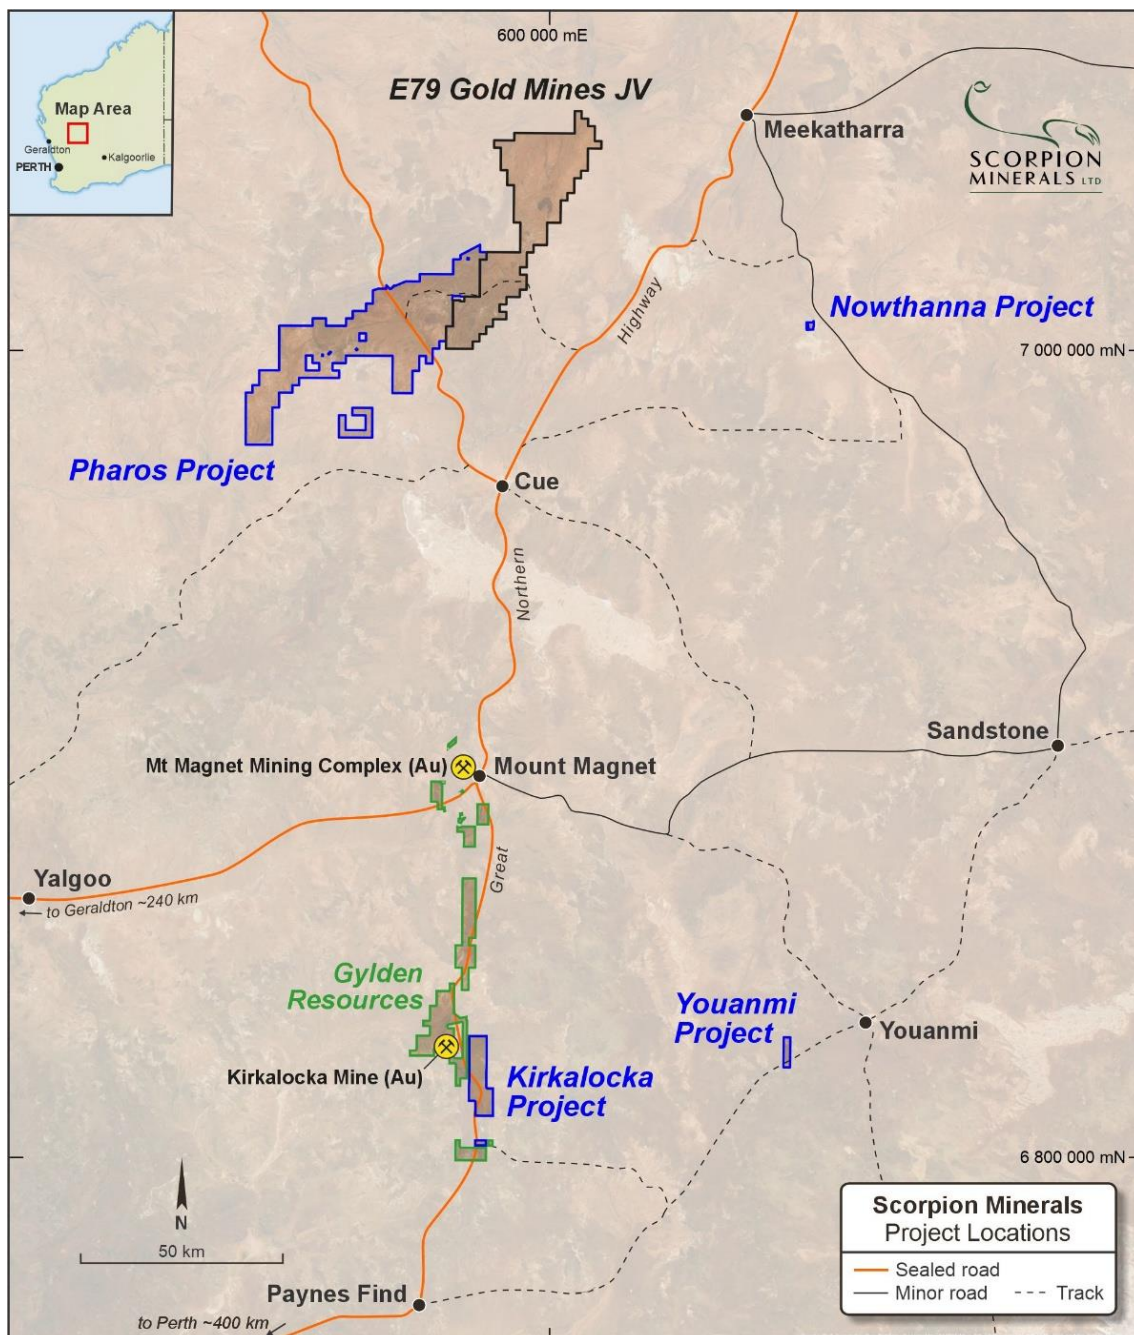 600 000 mE
Map Area
Geraldton
Kalgoorlie
PERTH
E79 Gold Mines JV
Meekatharra
SCORPION
MINERALS LTD
Highway
Nowthanna Project
7 000 000 mN
Pharos Project
Cue
Northern
Sandstone
Mt Magnet Mining Complex (Au)
Mount Magnet
Great
Yalgoo
to Geraldton ~240 km
Gylden
Resources
Youanmi
Project
Youanmi
Kirkalocka Mine (Au)
Kirkalocka
Project
6 800 000 mN
N
50 km
Paynes Find
to Perth ~400 km
Scorpion Minerals
Project Locations
Sealed road
Minor road
Track